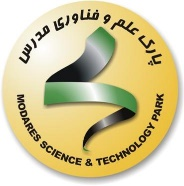 پارک علم و فناوری مدرس
MODARES SCIENCE & TECHNOLOGY PARK